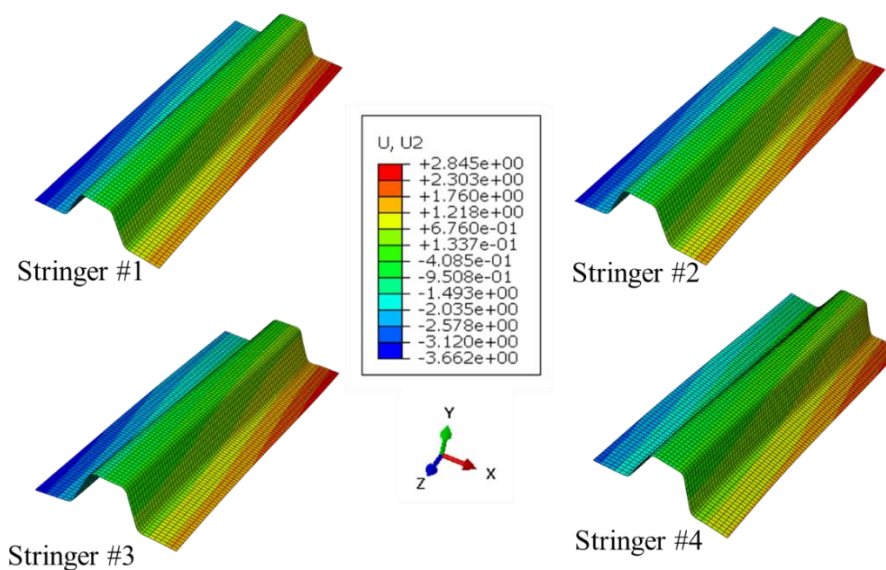 Stringer #1
U, U2
+2.845e+00
+2.303e+00
+1.760e+00
+1.218e+00
+6.760e-01
+1.337e-01
-4.085e-01
-9.508e-01
-1.493e+00
-2.035e+00
-2.578e+00
-3.120e+00
-3.662e+00
Stringer #2
Y
X
Z
Stringer #3
Stringer #4